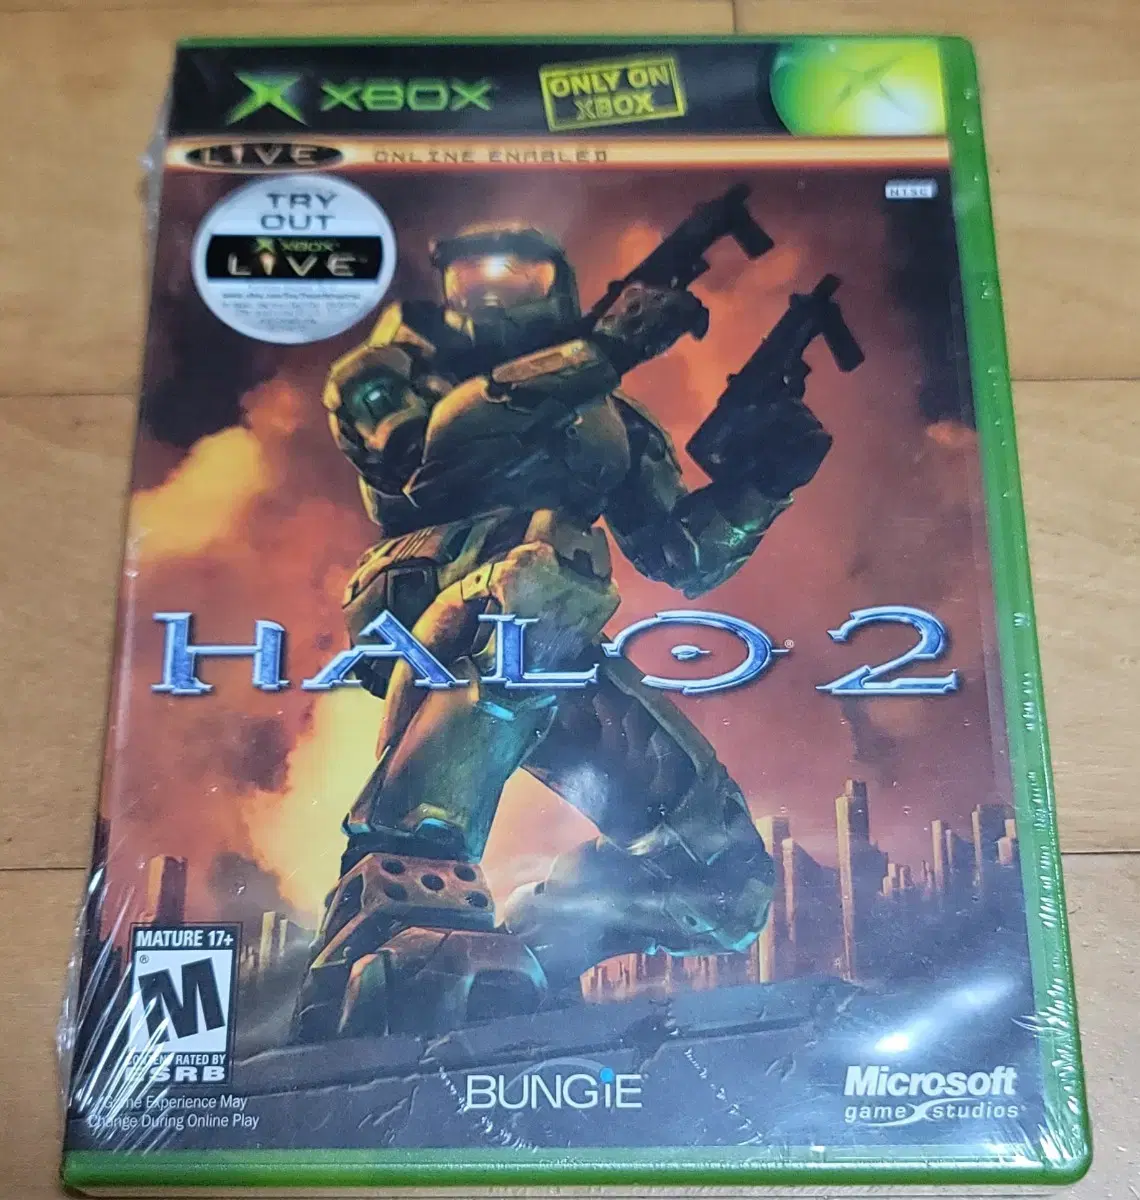 XBOX
ONLY ON
XBOX
LIVE
ONLINE ENABLED
NTSC
TRY
OUT
XBOX
LIVE
HALO 2
®
MATURE 17+
M
®
CONTENT RATED BY
ESRB
Game Experience May
Change During Online Play
BUNGiE
Microsoft
game studios